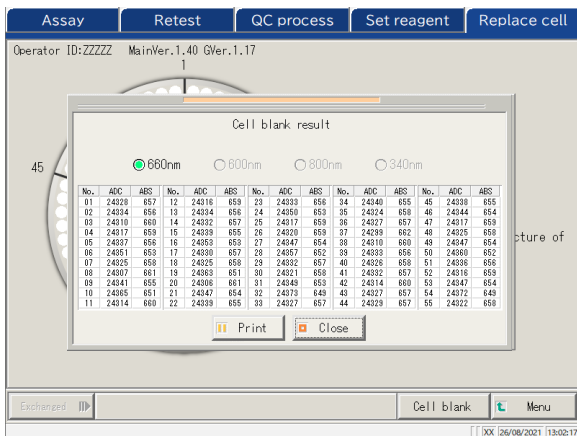 Assay Retest QC process Set reagent Replace cell
Operator ID:ZZZZZ MainVer.1.40 GVer.1.17
1
Cell blank result
45
660nm 600nm 800nm 340nm
No. ADC ABS No. ADC ABS No. ADC ABS No. ADC ABS No. ADC ABS
01 24328 657 12 24316 659 23 24333 656 34 24340 655 45 24338 655
02 24334 656 13 24334 656 24 24350 653 35 24324 658 46 24344 654
03 24310 660 14 24332 657 25 24317 659 36 24327 657 47 24317 659
04 24317 659 15 24339 655 26 24320 659 37 24299 662 48 24325 658
05 24337 656 16 24353 653 27 24347 654 38 24310 660 49 24347 654
06 24351 653 17 24330 657 28 24357 652 39 24333 656 50 24360 652
07 24325 658 18 24325 658 29 24332 657 40 24326 658 51 24336 656
08 24307 661 19 24363 651 30 24321 658 41 24332 657 52 24316 659
09 24341 655 20 24306 661 31 24349 653 42 24314 660 53 24347 654
10 24365 651 21 24347 654 32 24373 649 43 24327 657 54 24372 649
11 24314 660 22 24339 655 33 24327 657 44 24329 657 55 24322 658
cture of
Print Close
Exchanged Cell blank Menu
XX 26/08/2021 13:02:17